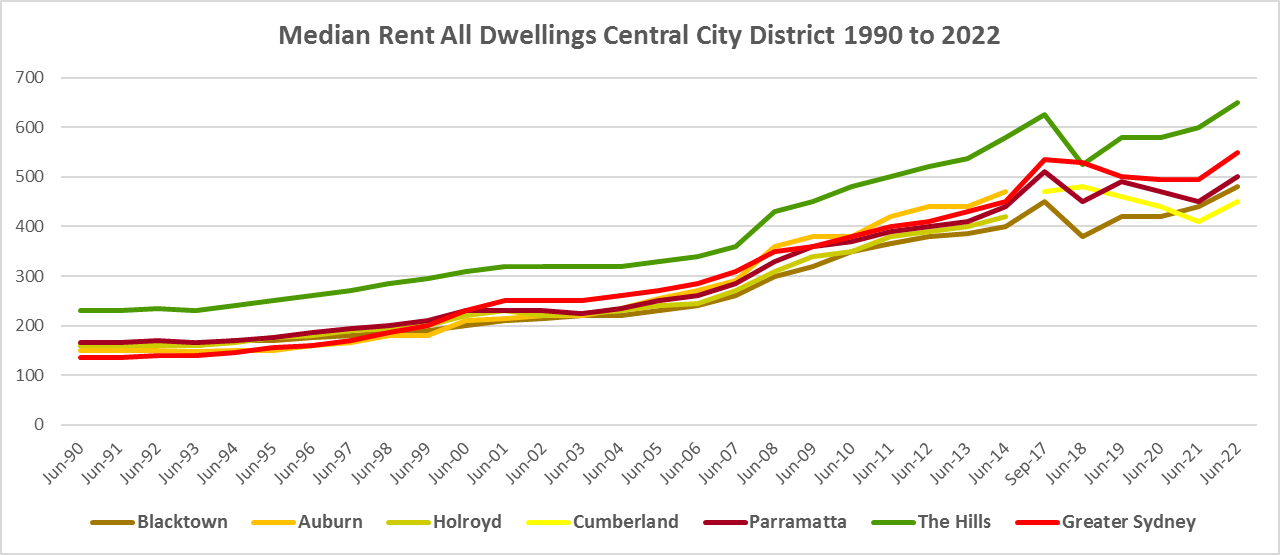 Median Rent All Dwellings Central City District 1990 to 2022
700
600
500
400
300
200
100
0
Jun-90
Jun-91
Jun-92
Jun-93
Jun-94
Jun-95
Jun-96
Jun-97
Jun-98
Jun-99
Jun-00
Jun-01
Jun-02
Jun-03
Jun-04
Jun-05
Jun-06
Jun-07
Jun-08
Jun-09
Jun-10
Jun-11
Jun-12
Jun-13
Jun-14
Sep-17
Jun-18
Jun-19
Jun-20
Jun-21
Jun-22
Blacktown Auburn Holroyd Cumberland Parramatta The Hills Greater Sydney